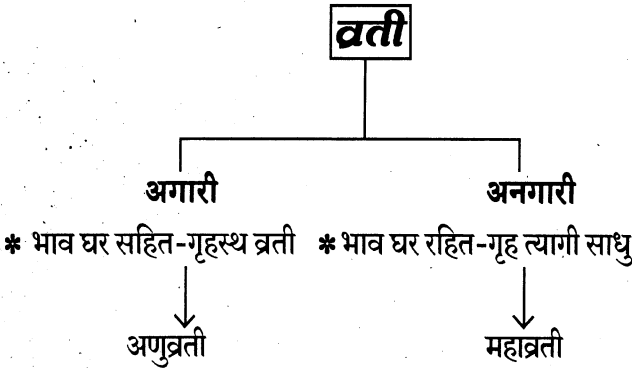 व्रती
अगारी अनगारी
* भाव घर सहित-गृहस्थ व्रती * भाव घर रहित-गृह त्यागी साधु
अणुव्रती महाव्रती